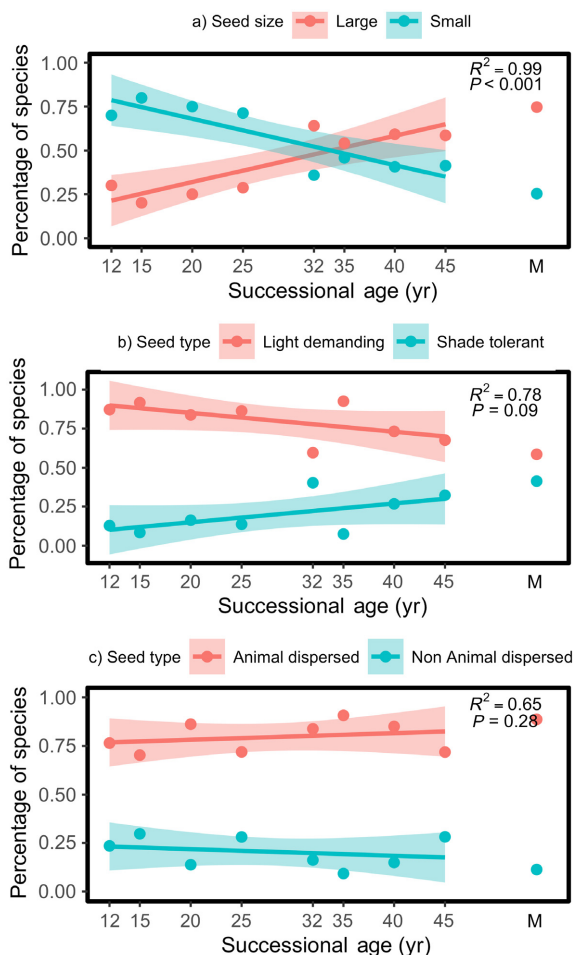 a) Seed size Large Small
Percentage of species
1.00
0.75
0.50
0.25
0.00
R² = 0.99
P < 0.001
12 15 20 25 32 35 40 45 M
Successional age (yr)
b) Seed type Light demanding Shade tolerant
Percentage of species
1.00
0.75
0.50
0.25
0.00
R² = 0.78
P = 0.09
12 15 20 25 32 35 40 45 M
Successional age (yr)
c) Seed type Animal dispersed Non Animal dispersed
Percentage of species
1.00
0.75
0.50
0.25
0.00
R² = 0.65
P = 0.28
12 15 20 25 32 35 40 45 M
Successional age (yr)